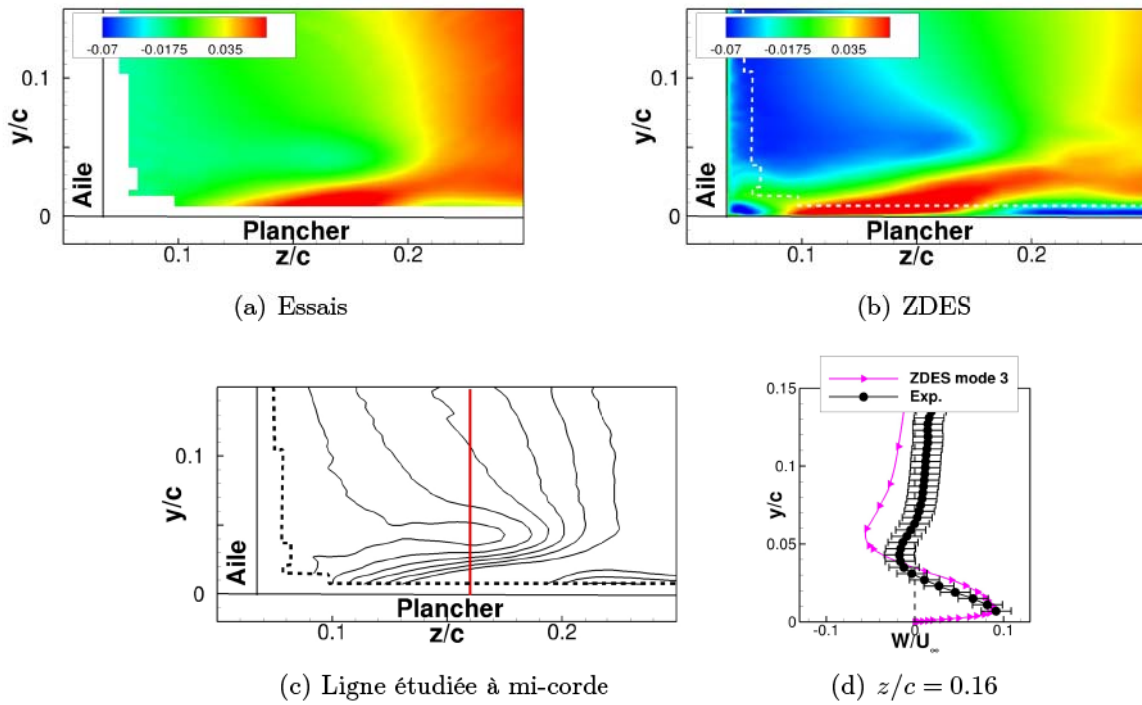 -0.07 -0.0175 0.035
0.1
y/c
0
Aile
Plancher
0.1 z/c 0.2
(a) Essais
-0.07 -0.0175 0.035
0.1
y/c
0
Aile
Plancher
0.1 z/c 0.2
(b) ZDES
0.1
y/c
0
Aile
Plancher
0.1 z/c 0.2
(c) Ligne étudiée à mi-corde
ZDES mode 3
Exp.
0.15
0.1
y/c
0.05
0
-0.1 0 0.1
W/U∞
(d) z/c = 0.16